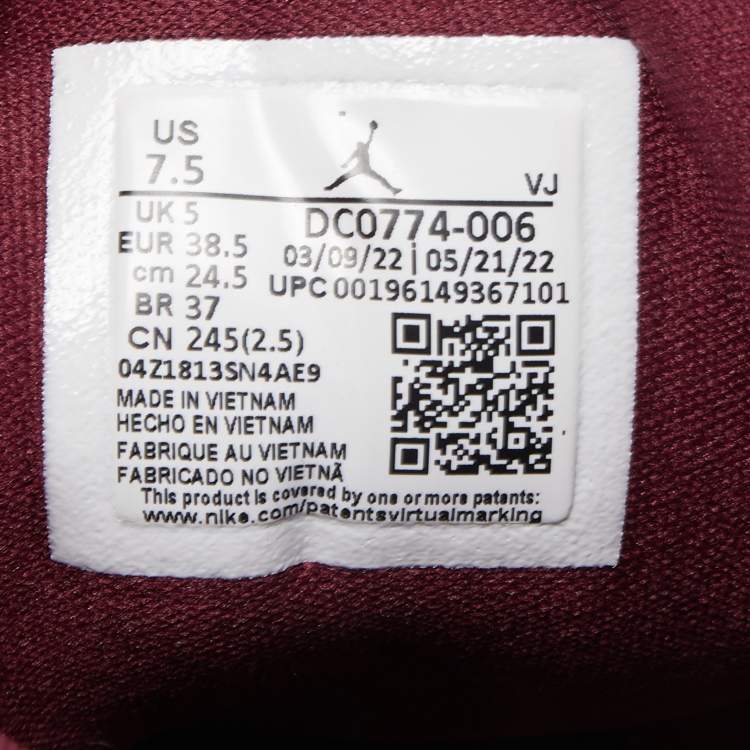 US
7.5
VJ
UK 5
DC0774-006
EUR 38.5
03/09/22 | 05/21/22
cm 24.5
UPC 00196149367101
BR 37
CN 245(2.5)
04Z1813SN4AE9
MADE IN VIETNAM
HECHO EN VIETNAM
FABRIQUE AU VIETNAM
FABRICADO NO VIETNÃ
This product is covered by one or more patents:
www.nike.com/patentsvirtualmarking